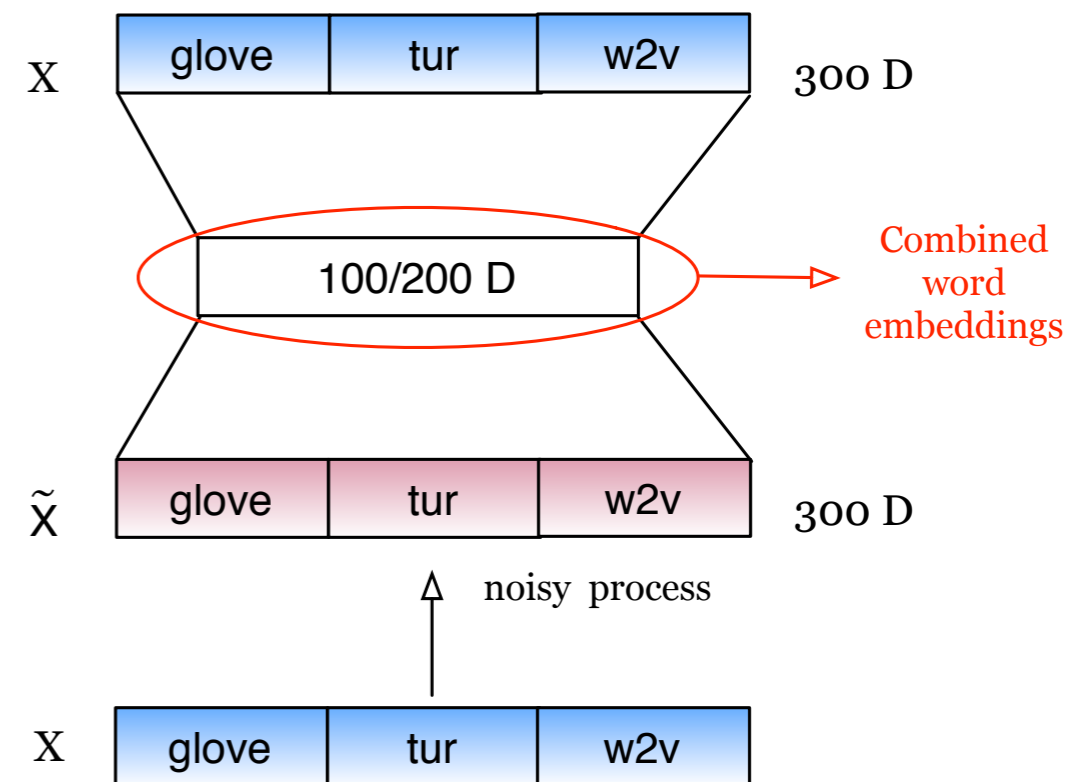 X glove tur w2v 300 D
100/200 D
Combined
word
embeddings
X̃ glove tur w2v 300 D
noisy process
X glove tur w2v